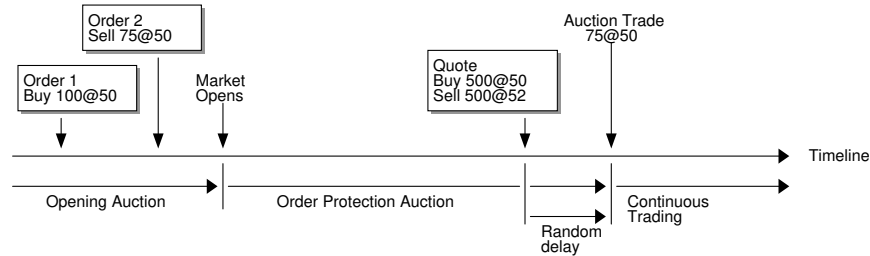 Order 2
Sell 75@50
Auction Trade
75@50
Order 1
Buy 100@50
Market
Opens
Quote
Buy 500@50
Sell 500@52
Timeline
Opening Auction
Order Protection Auction
Continuous
Trading
Random
delay